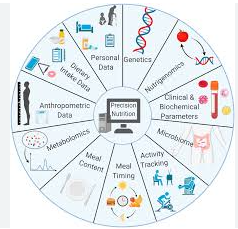 Precision
Nutrition
Genetics
Nutrigenomics
Clinical &
Biochemical
Parameters
Microbiome
Activity
Tracking
Meal
Timing
Meal
Content
Metabolomics
Anthropometric
Data
Dietary
Intake Data
Personal
Data